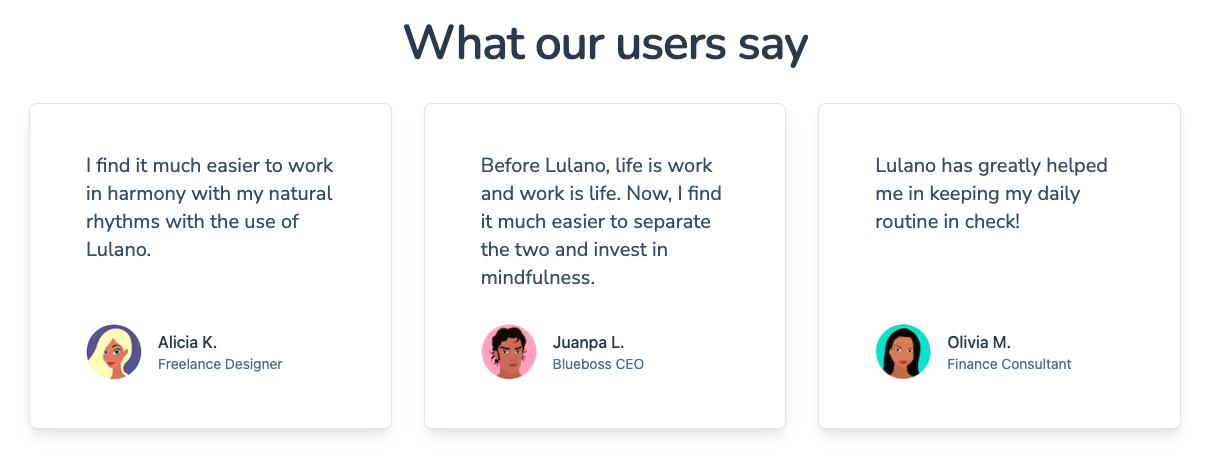 What our users say
I find it much easier to work
in harmony with my natural
rhythms with the use of
Lulano.
Alicia K.
Freelance Designer
Before Lulano, life is work
and work is life. Now, I find
it much easier to separate
the two and invest in
mindfulness.
Juanpa L.
Blueboss CEO
Lulano has greatly helped
me in keeping my daily
routine in check!
Olivia M.
Finance Consultant